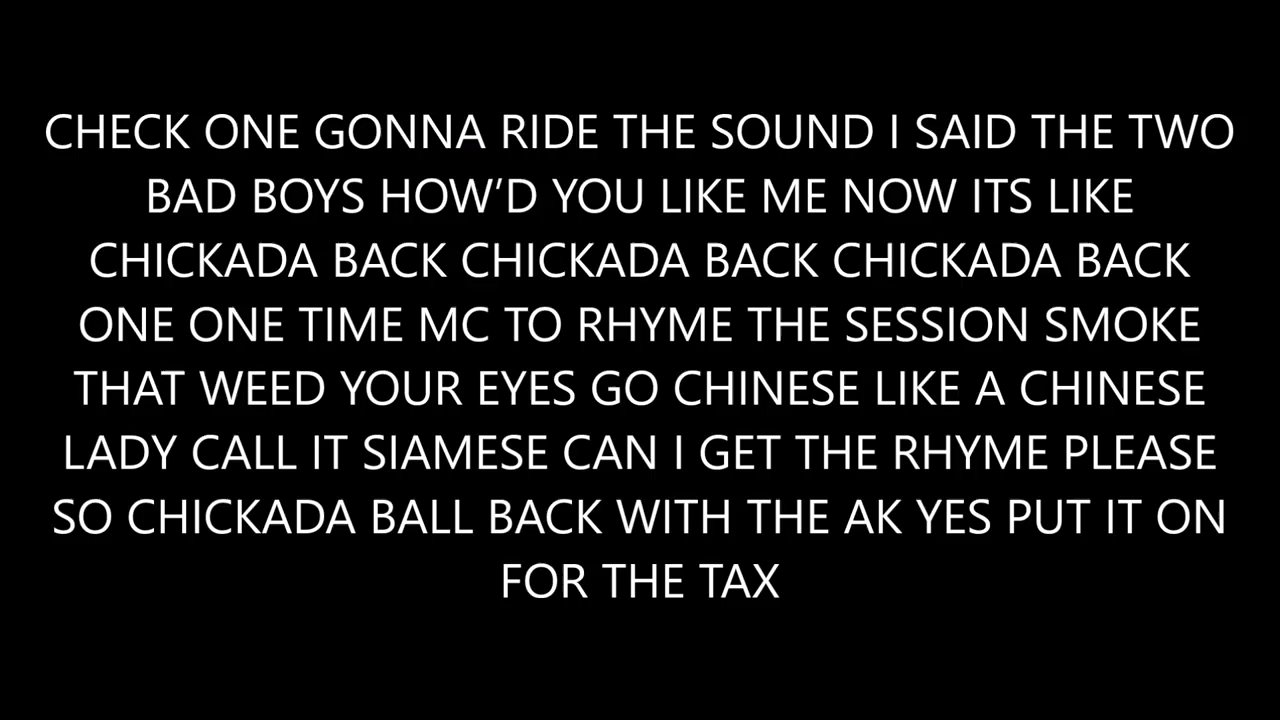 CHECK ONE GONNA RIDE THE SOUND I SAID THE TWO
BAD BOYS HOW’D YOU LIKE ME NOW ITS LIKE
CHICKADA BACK CHICKADA BACK CHICKADA BACK
ONE ONE TIME MC TO RHYME THE SESSION SMOKE
THAT WEED YOUR EYES GO CHINESE LIKE A CHINESE
LADY CALL IT SIAMESE CAN I GET THE RHYME PLEASE
SO CHICKADA BALL BACK WITH THE AK YES PUT IT ON
FOR THE TAX